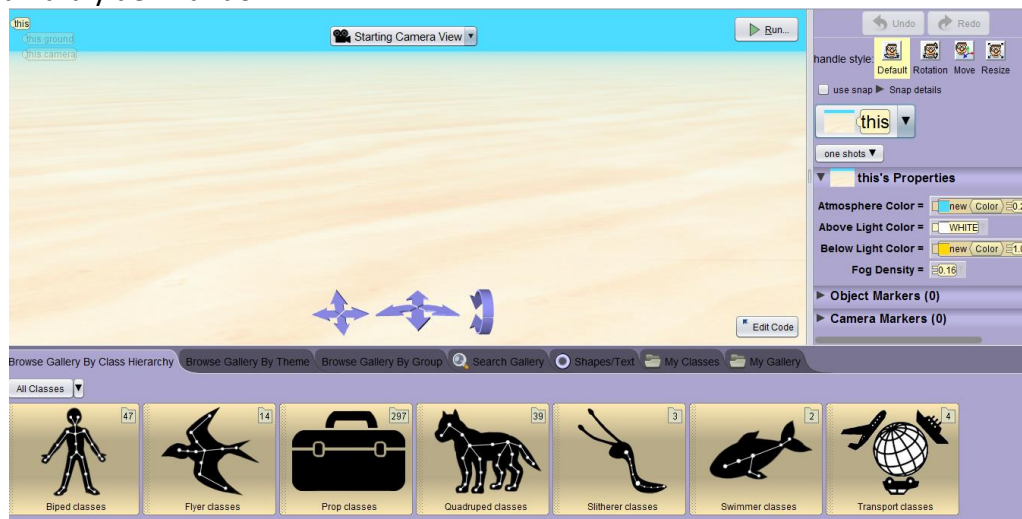 this
this ground
this camera
Starting Camera View
Run...
Undo
Redo
handle style:
Default Rotation Move Resize
use snap Snap details
this
one shots
this's Properties
Atmosphere Color = new Color 0.2
Above Light Color = WHITE
Below Light Color = new Color 1.0
Fog Density = 0.16
Object Markers (0)
Camera Markers (0)
Edit Code
Browse Gallery By Class Hierarchy Browse Gallery By Theme Browse Gallery By Group Search Gallery Shapes/Text My Classes My Gallery
All Classes
47 14 297 39 3 2 4
Biped classes Flyer classes Prop classes Quadruped classes Slitherer classes Swimmer classes Transport classes